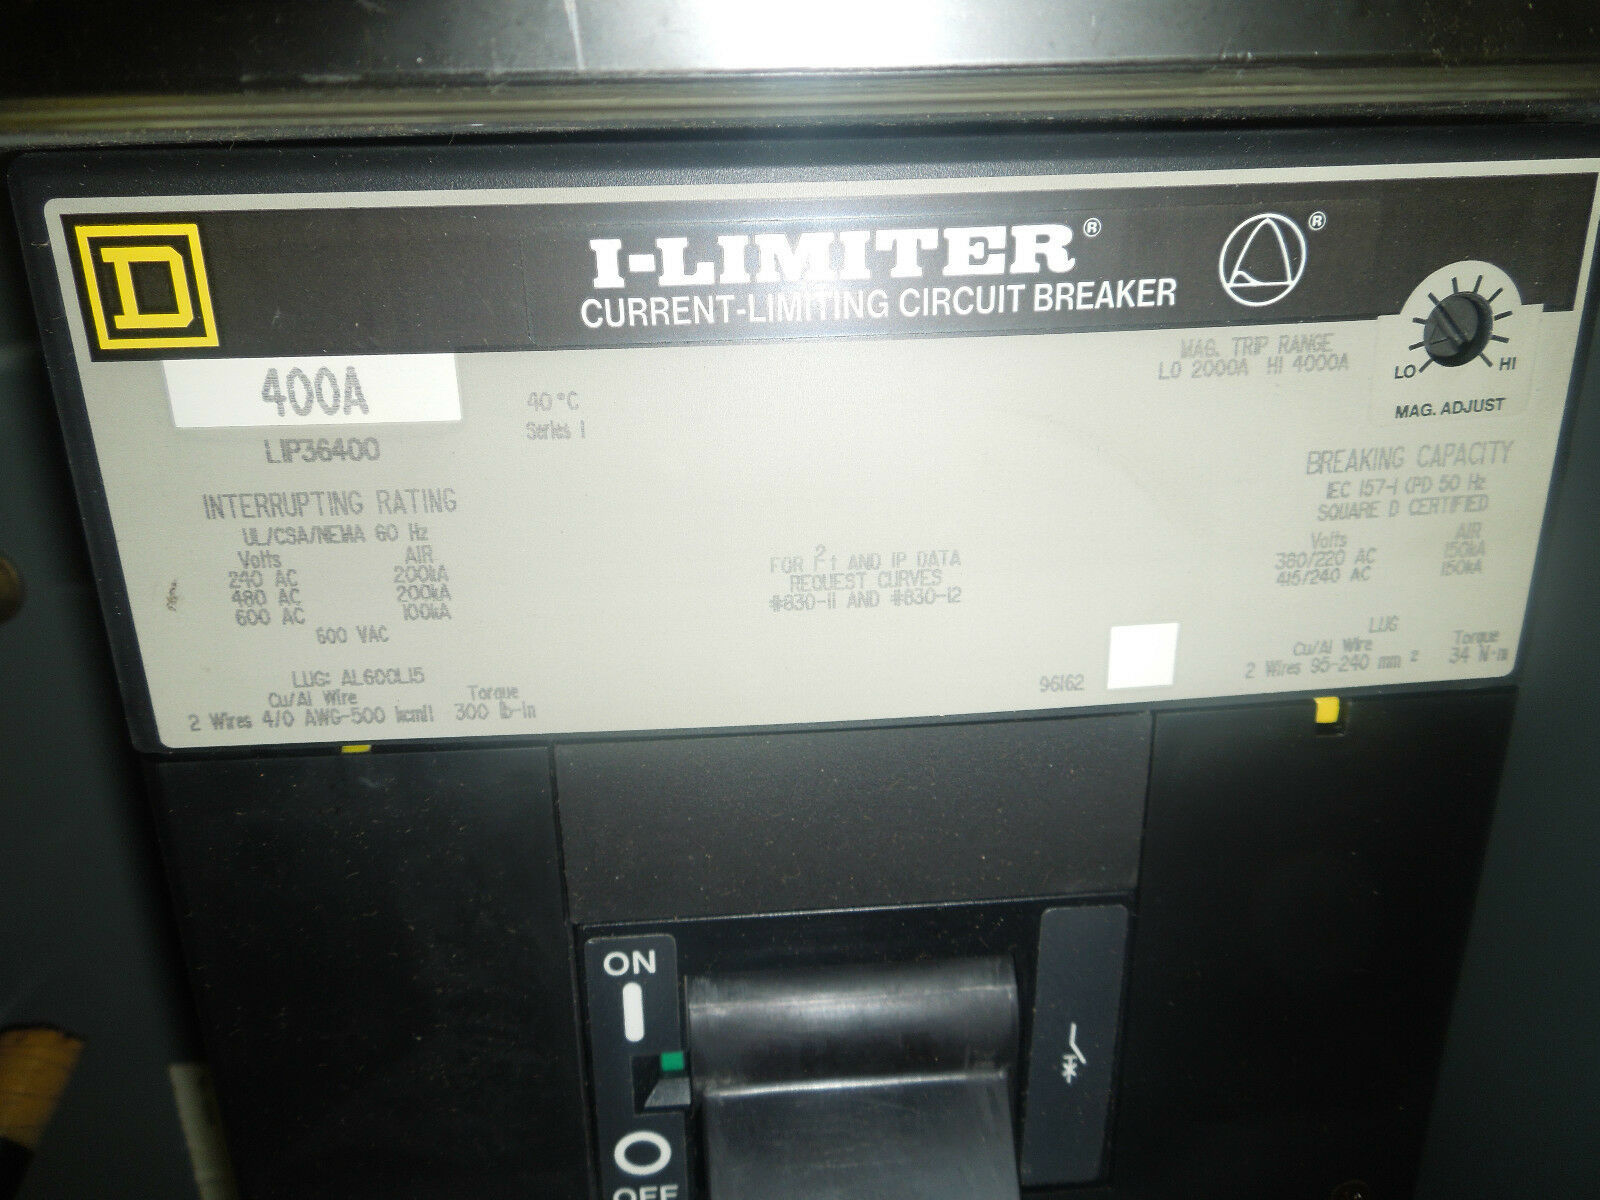 D
I-LIMITER®
CURRENT-LIMITING CIRCUIT BREAKER
®
400A
LIP36400
40°C
Series 1
MAG. TRIP RANGE
LO 2000A HI 4000A
LO HI
MAG. ADJUST
INTERRUPTING RATING
UL/CSA/NEMA 60 Hz
Volts AIR
240 AC 200kA
480 AC 200kA
600 AC 100kA
600 VAC
LUG: AL600LI5
Cu/Al Wire Torque
2 Wires 4/0 AWG-500 kcmil 300 lb-in
FOR I²t AND IP DATA
REQUEST CURVES
#830-11 AND #830-12
BREAKING CAPACITY
IEC 157-1 CPD 50 Hz
SQUARE D CERTIFIED
Volts AIR
380/220 AC 150kA
415/240 AC 150kA
LUG
Cu/Al Wire Torque
2 Wires 95-240 mm² 34 N-m
96162
ON
OFF